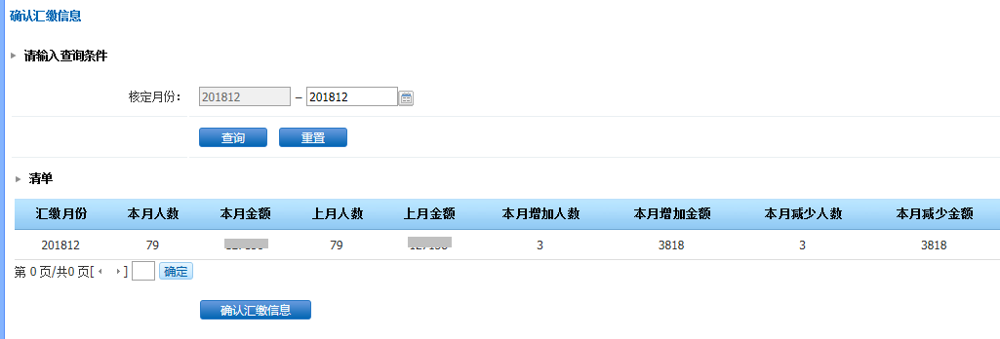 确认汇缴信息
请输入查询条件
核定月份： 201812 – 201812
查询 重置
清单
汇缴月份 本月人数 本月金额 上月人数 上月金额 本月增加人数 本月增加金额 本月减少人数 本月减少金额
201812 79 79 3 3818 3 3818
第 0 页/共0 页[ ] 确定
确认汇缴信息